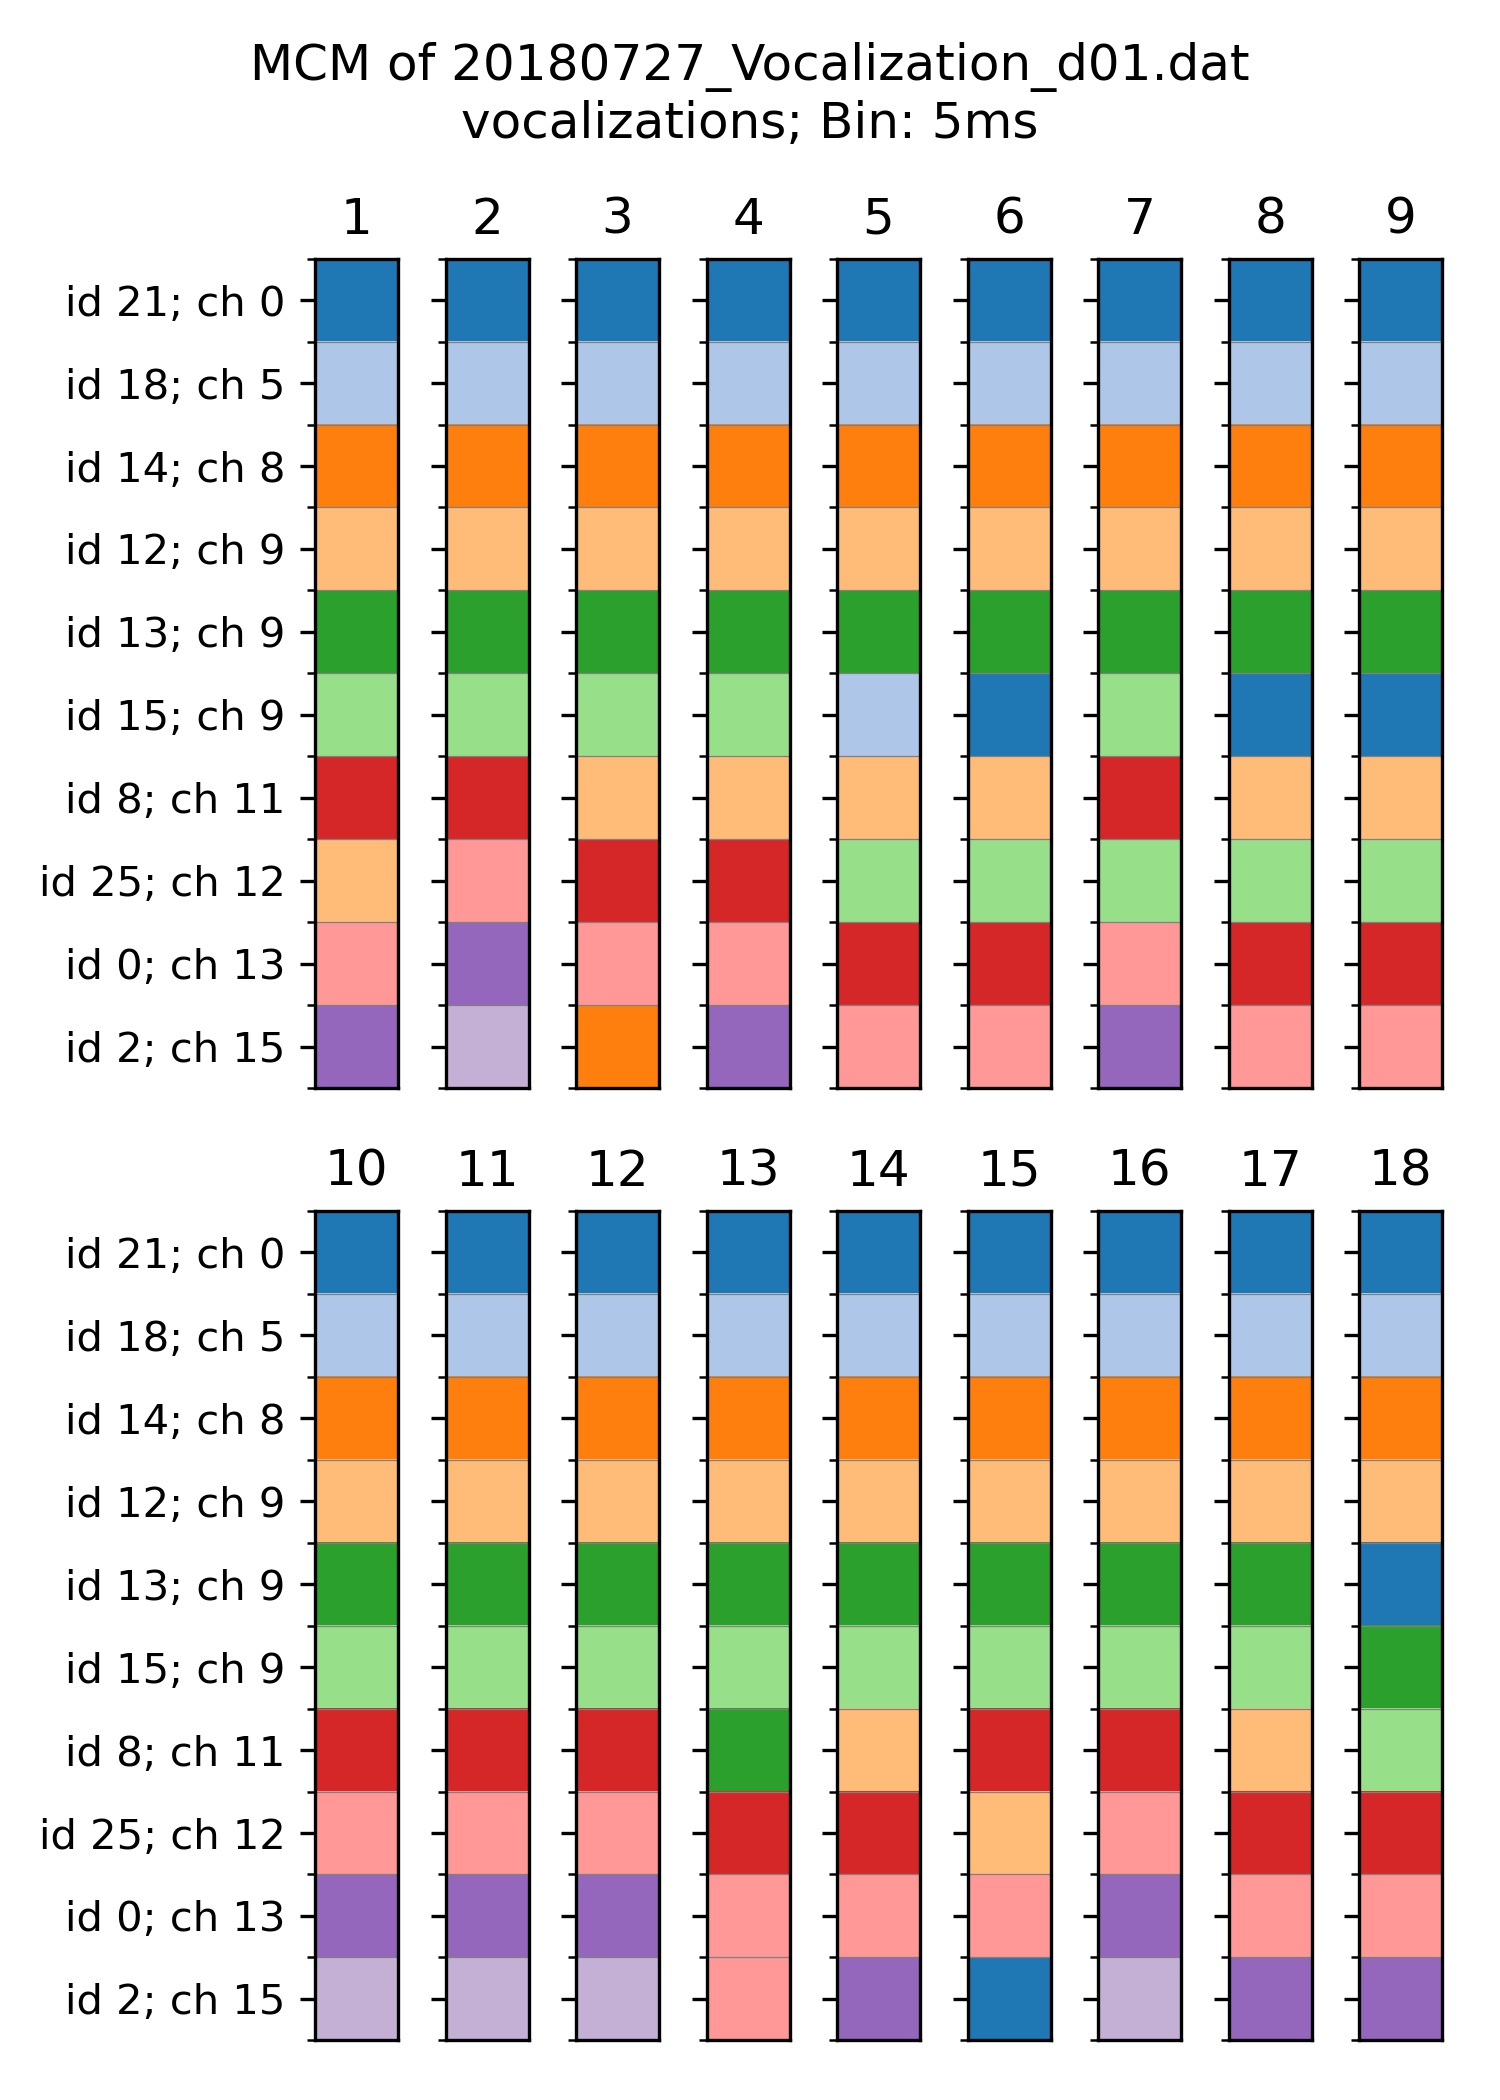 MCM of 20180727_Vocalization_d01.dat
vocalizations; Bin: 5ms
1 2 3 4 5 6 7 8 9
id 21; ch 0
id 18; ch 5
id 14; ch 8
id 12; ch 9
id 13; ch 9
id 15; ch 9
id 8; ch 11
id 25; ch 12
id 0; ch 13
id 2; ch 15
10 11 12 13 14 15 16 17 18
id 21; ch 0
id 18; ch 5
id 14; ch 8
id 12; ch 9
id 13; ch 9
id 15; ch 9
id 8; ch 11
id 25; ch 12
id 0; ch 13
id 2; ch 15